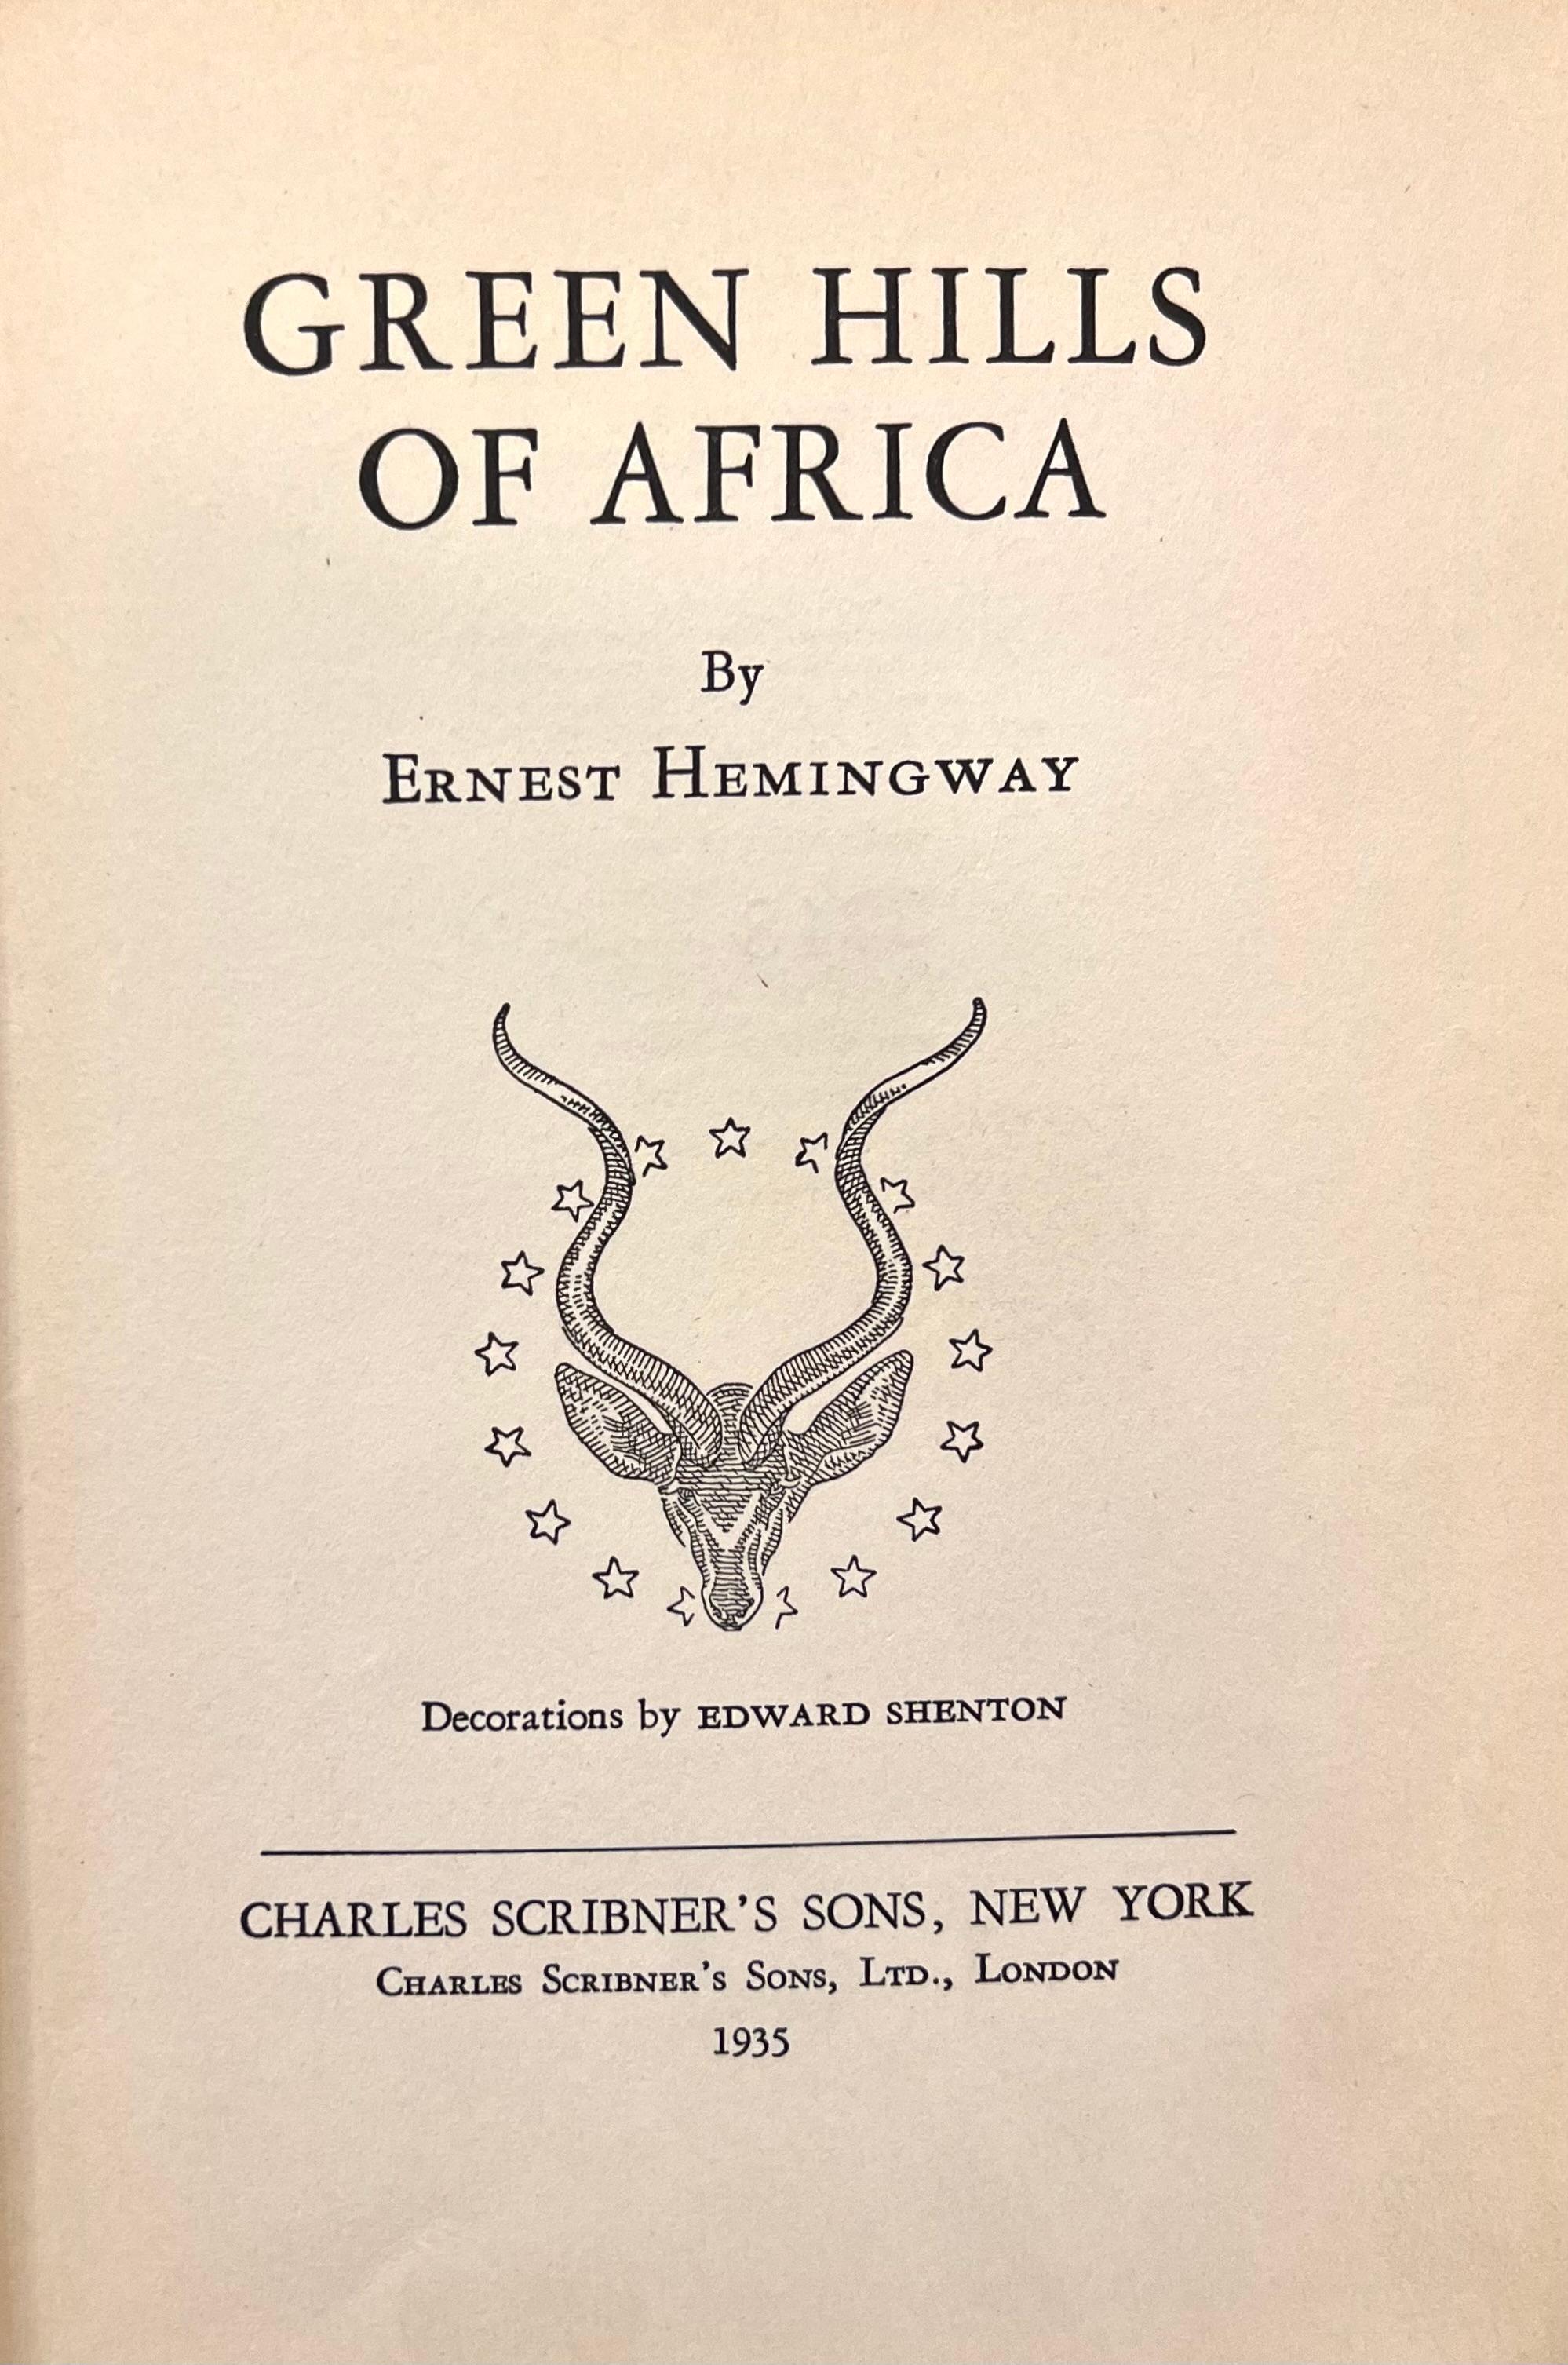 GREEN HILLS
OF AFRICA
By
ERNEST HEMINGWAY
Decorations by EDWARD SHENTON
CHARLES SCRIBNER'S SONS, NEW YORK
CHARLES SCRIBNER'S SONS, LTD., LONDON
1935